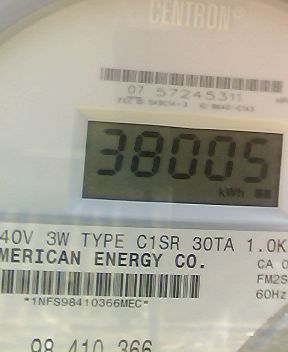 CENTRON®
07 57245311
38005
kWh
40V 3W TYPE C1SR 30TA 1.0K
MERICAN ENERGY CO.
CA 0
FM2S
60Hz
*1NFS98410366MEC*
98 410 366